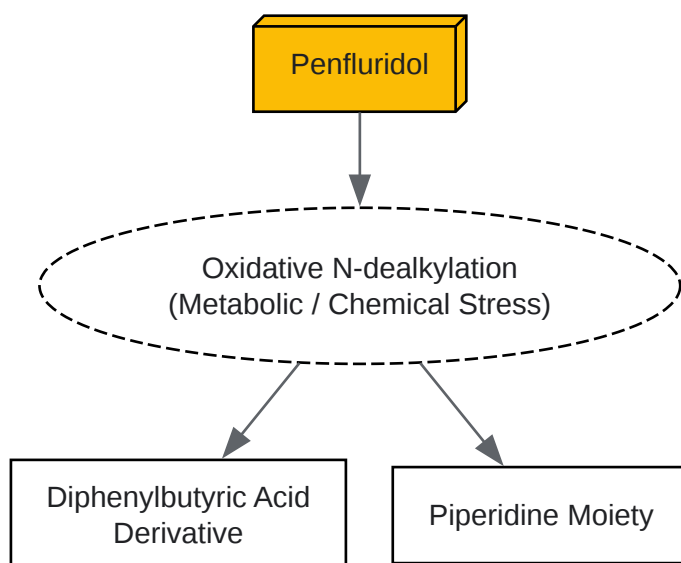 Penfluridol
Oxidative N-dealkylation
(Metabolic / Chemical Stress)
Diphenylbutyric Acid
Derivative
Piperidine Moiety